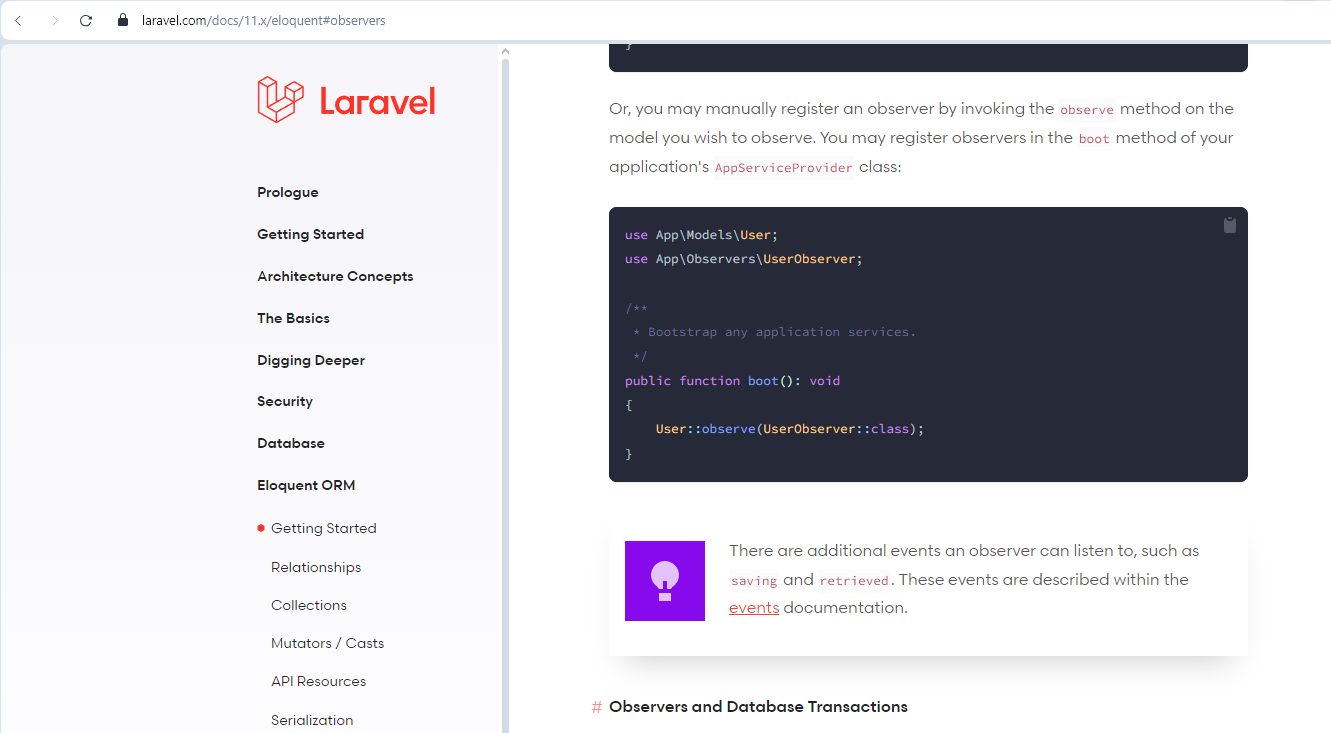 laravel.com/docs/11.x/eloquent#observers
Laravel
Prologue
Getting Started
Architecture Concepts
The Basics
Digging Deeper
Security
Database
Eloquent ORM
Getting Started
Relationships
Collections
Mutators / Casts
API Resources
Serialization
}
Or, you may manually register an observer by invoking the observe method on the
model you wish to observe. You may register observers in the boot method of your
application's AppServiceProvider class:
use App\Models\User;
use App\Observers\UserObserver;
/**
 * Bootstrap any application services.
 */
public function boot(): void
{
    User::observe(UserObserver::class);
}
There are additional events an observer can listen to, such as
saving and retrieved. These events are described within the
events documentation.
# Observers and Database Transactions